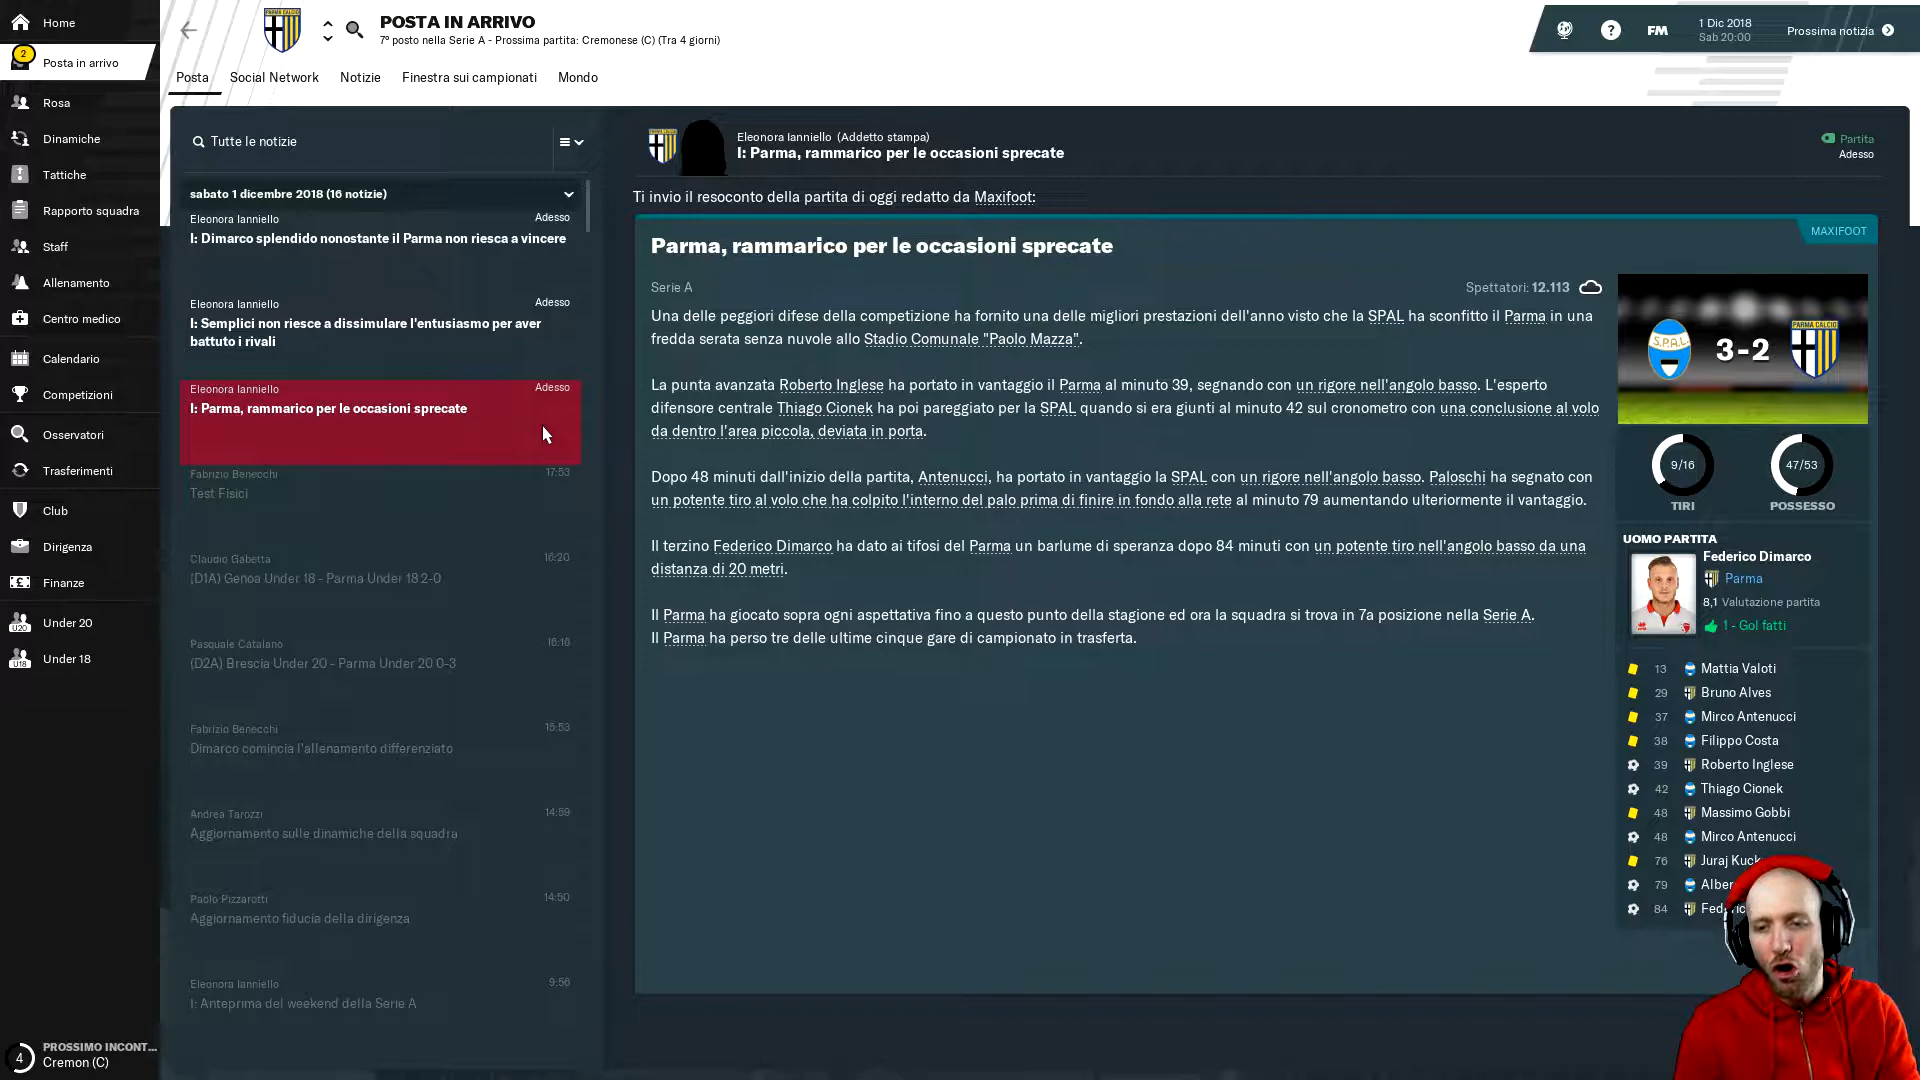 Home
2
Posta in arrivo
Rosa
Dinamiche
Tattiche
Rapporto squadra
Staff
Allenamento
Centro medico
Calendario
Competizioni
Osservatori
Trasferimenti
Club
Dirigenza
Finanze
U20
Under 20
U18
Under 18
4
PROSSIMO INCONT...
Cremon (C)
PARMA CALCIO
POSTA IN ARRIVO
7º posto nella Serie A - Prossima partita: Cremonese (C) (Tra 4 giorni)
? FM
1 Dic 2018
Sab 20:00
Prossima notizia
Posta Social Network Notizie Finestra sui campionati Mondo
Tutte le notizie
sabato 1 dicembre 2018 (16 notizie)
Eleonora Ianniello Adesso
I: Dimarco splendido nonostante il Parma non riesca a vincere
Eleonora Ianniello Adesso
I: Semplici non riesce a dissimulare l'entusiasmo per aver
battuto i rivali
Eleonora Ianniello Adesso
I: Parma, rammarico per le occasioni sprecate
Fabrizio Benecchi 17:53
Test Fisici
Claudio Gabetta 16:20
(D1A) Genoa Under 18 - Parma Under 18 2-0
Pasquale Catalano 16:16
(D2A) Brescia Under 20 - Parma Under 20 0-3
Fabrizio Benecchi 15:53
Dimarco comincia l'allenamento differenziato
Andrea Tarozzi 14:59
Aggiornamento sulle dinamiche della squadra
Paolo Pizzarotti 14:50
Aggiornamento fiducia della dirigenza
Eleonora Ianniello 9:56
I: Anteprima del weekend della Serie A
Eleonora Ianniello (Addetto stampa)
I: Parma, rammarico per le occasioni sprecate
Partita
Adesso
Ti invio il resoconto della partita di oggi redatto da Maxifoot:
MAXIFOOT
Parma, rammarico per le occasioni sprecate
Serie A Spettatori: 12.113
Una delle peggiori difese della competizione ha fornito una delle migliori prestazioni dell'anno visto che la SPAL ha sconfitto il Parma in una
fredda serata senza nuvole allo Stadio Comunale "Paolo Mazza".
La punta avanzata Roberto Inglese ha portato in vantaggio il Parma al minuto 39, segnando con un rigore nell'angolo basso. L'esperto
difensore centrale Thiago Cionek ha poi pareggiato per la SPAL quando si era giunti al minuto 42 sul cronometro con una conclusione al volo
da dentro l'area piccola, deviata in porta.
Dopo 48 minuti dall'inizio della partita, Antenucci, ha portato in vantaggio la SPAL con un rigore nell'angolo basso. Paloschi ha segnato con
un potente tiro al volo che ha colpito l'interno del palo prima di finire in fondo alla rete al minuto 79 aumentando ulteriormente il vantaggio.
Il terzino Federico Dimarco ha dato ai tifosi del Parma un barlume di speranza dopo 84 minuti con un potente tiro nell'angolo basso da una
distanza di 20 metri.
Il Parma ha giocato sopra ogni aspettativa fino a questo punto della stagione ed ora la squadra si trova in 7a posizione nella Serie A.
Il Parma ha perso tre delle ultime cinque gare di campionato in trasferta.
S.P.A.L
3-2
PARMA CALCIO
9/16
TIRI
47/53
POSSESSO
UOMO PARTITA
Federico Dimarco
Parma
8,1 Valutazione partita
1 - Gol fatti
13 Mattia Valoti
29 Bruno Alves
37 Mirco Antenucci
38 Filippo Costa
39 Roberto Inglese
42 Thiago Cionek
48 Massimo Gobbi
48 Mirco Antenucci
76 Juraj Kuck
79 Alber
84